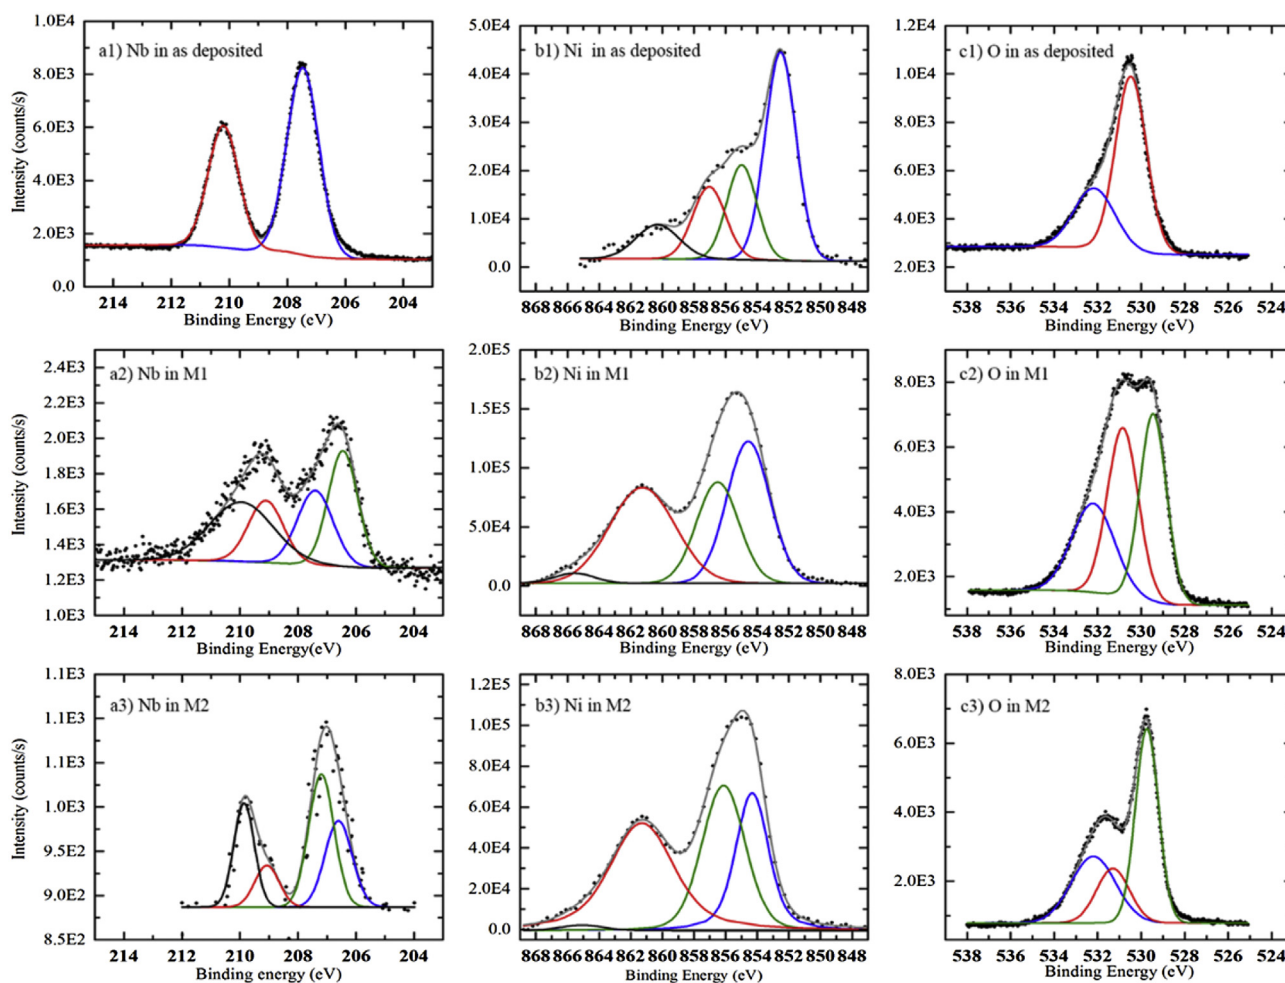 a1) Nb in as deposited
Intensity (counts/s)
1.0E4
8.0E3
6.0E3
4.0E3
2.0E3
0.0
214 212 210 208 206 204
Binding Energy (eV)
b1) Ni in as deposited
5.0E4
4.0E4
3.0E4
2.0E4
1.0E4
0.0
868 866 864 862 860 858 856 854 852 850 848
Binding Energy (eV)
c1) O in as deposited
1.2E4
1.0E4
8.0E3
6.0E3
4.0E3
2.0E3
538 536 534 532 530 528 526 524
Binding Energy (eV)
a2) Nb in M1
Intensity (counts/s)
2.4E3
2.2E3
2.0E3
1.8E3
1.6E3
1.4E3
1.2E3
1.0E3
214 212 210 208 206 204
Binding Energy(eV)
b2) Ni in M1
2.0E5
1.5E5
1.0E5
5.0E4
0.0
868 866 864 862 860 858 856 854 852 850 848
Binding Energy (eV)
c2) O in M1
8.0E3
6.0E3
4.0E3
2.0E3
538 536 534 532 530 528 526 524
Binding Energy (eV)
a3) Nb in M2
Intensity (counts/s)
1.1E3
1.1E3
1.1E3
1.0E3
9.5E2
9.0E2
8.5E2
214 212 210 208 206 204
Binding energy (eV)
b3) Ni in M2
1.2E5
1.0E5
8.0E4
6.0E4
4.0E4
2.0E4
0.0
868 866 864 862 860 858 856 854 852 850 848
Binding Energy (eV)
c3) O in M2
8.0E3
6.0E3
4.0E3
2.0E3
538 536 534 532 530 528 526 524
Binding Energy (eV)